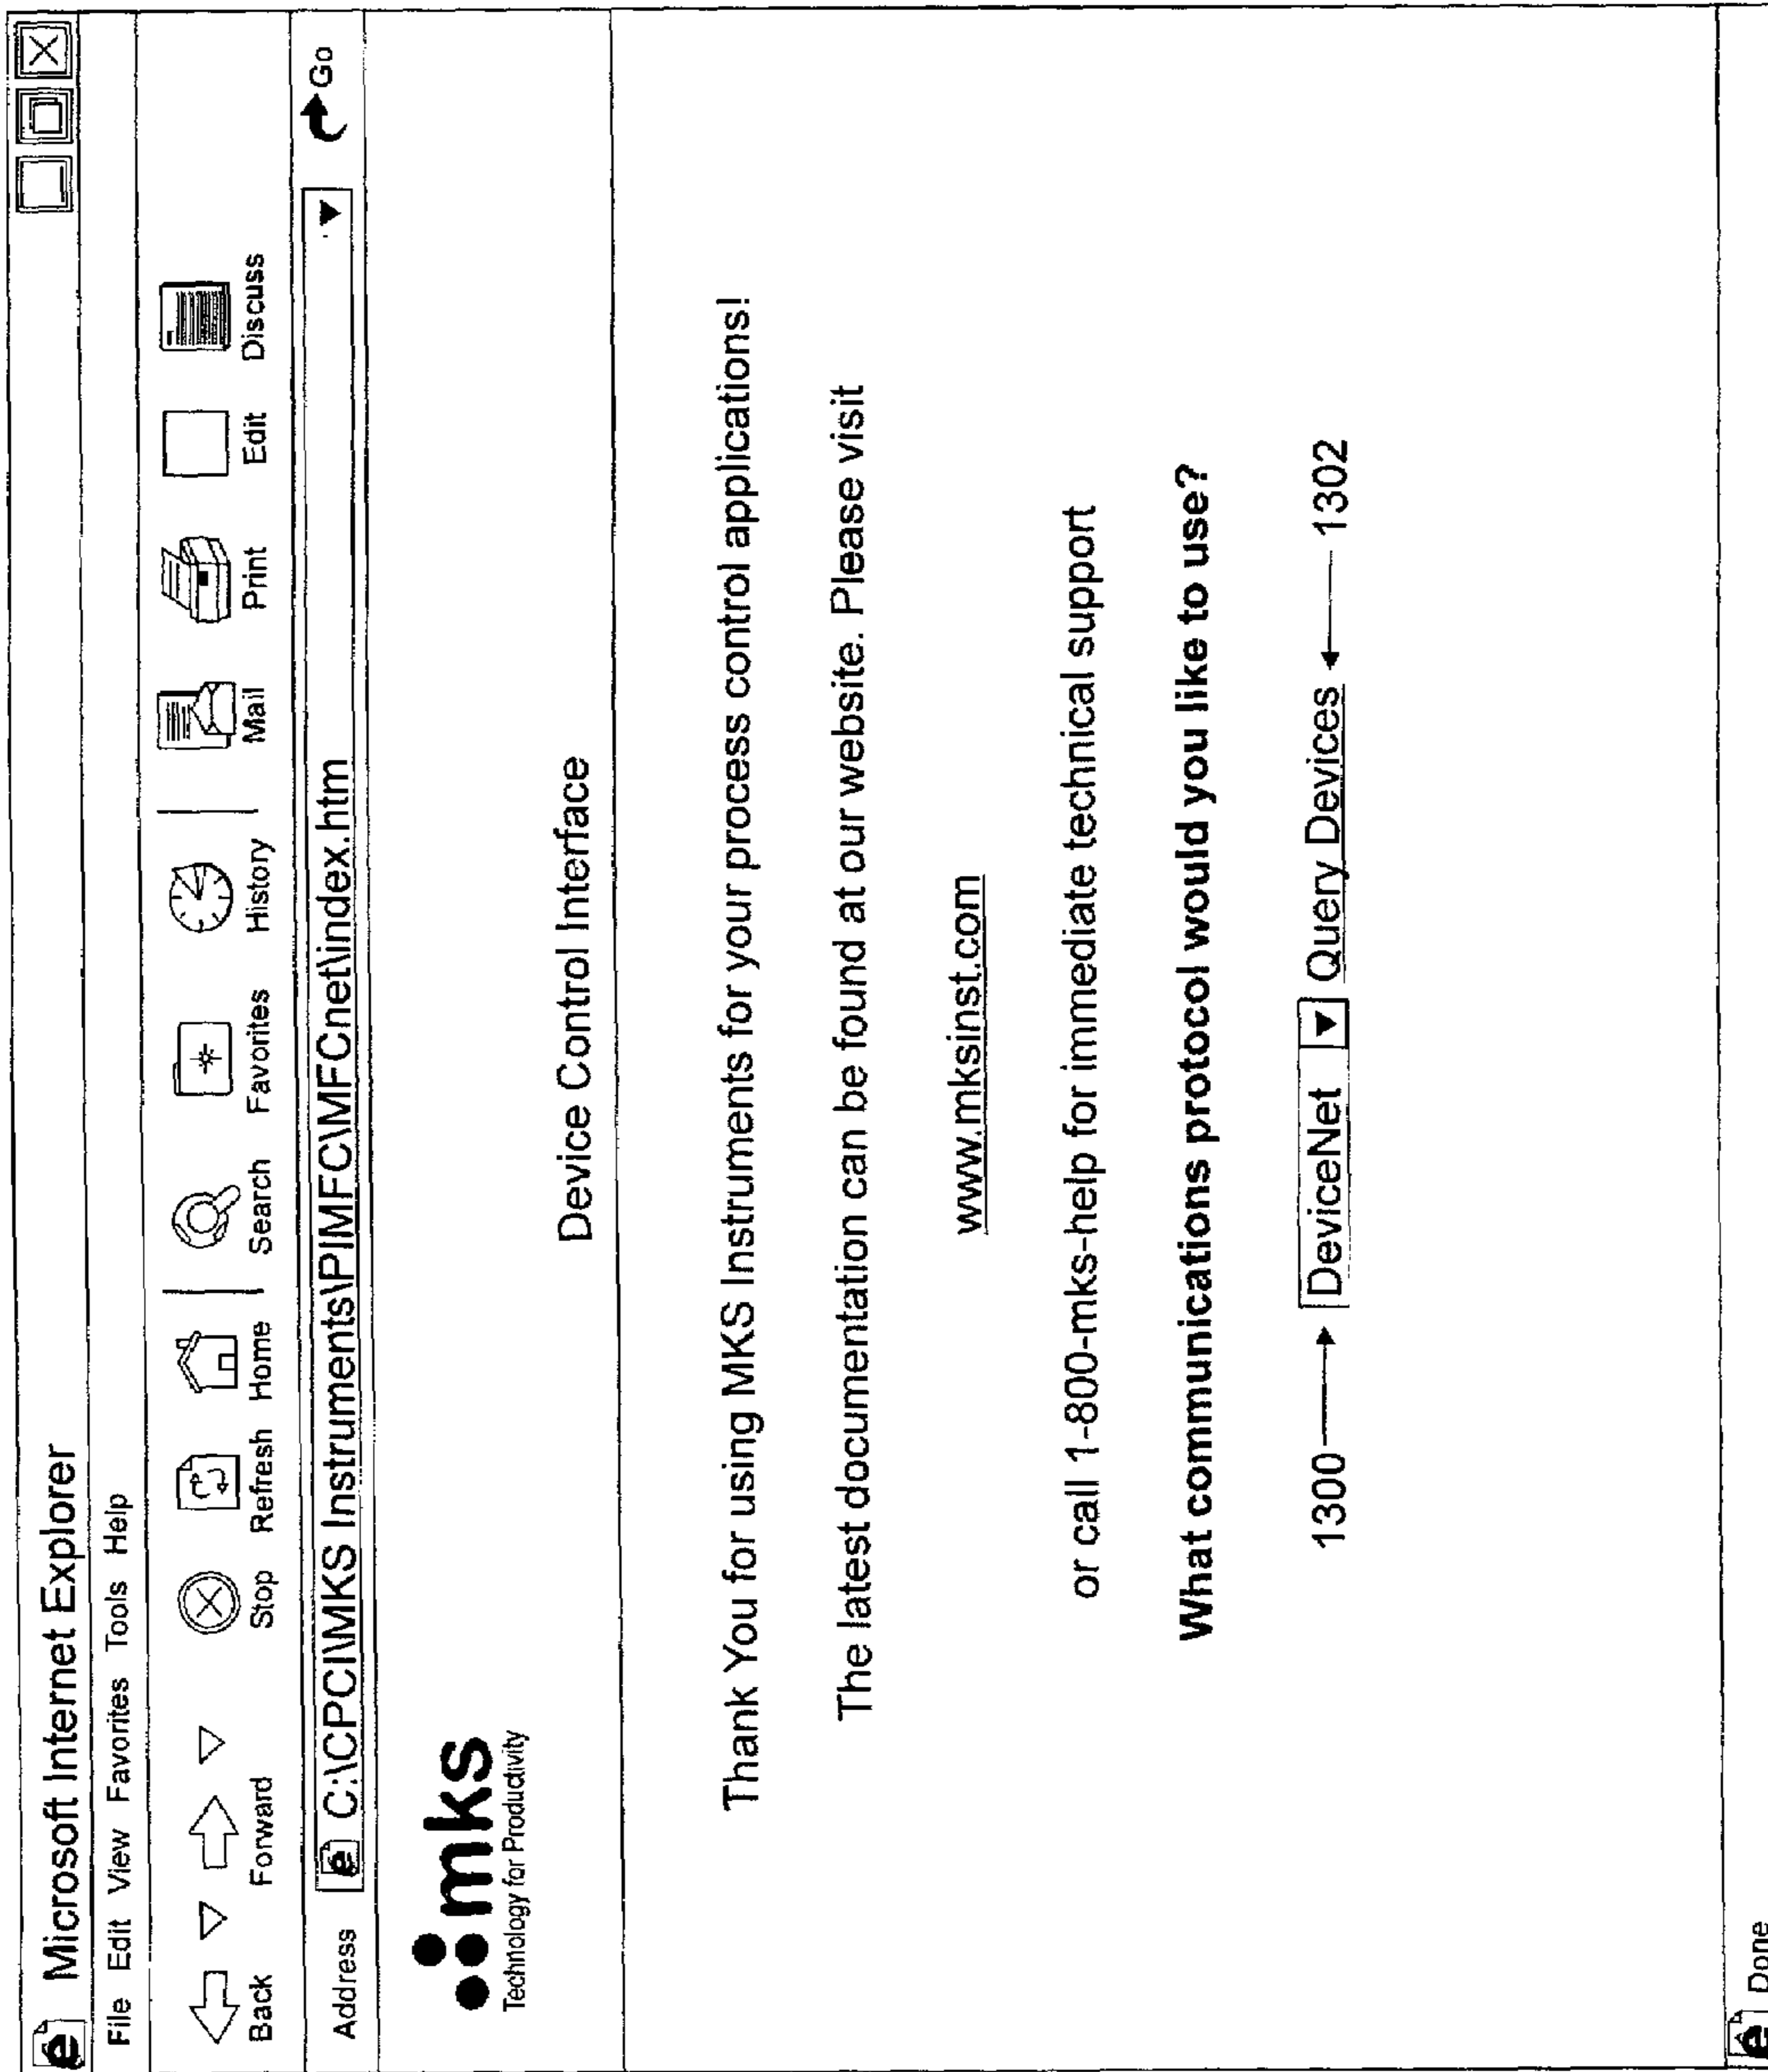 Microsoft Internet Explorer
File Edit View Favorites Tools Help
Back Forward Stop Refresh Home Search Favorites History Mail Print Edit Discuss
Address C:\CPCI\MKS Instruments\PIMFC\MFCnet\index.htm Go
mks
Technology for Productivity
Device Control Interface
Thank You for using MKS Instruments for your process control applications!
The latest documentation can be found at our website. Please visit
www.mksinst.com
or call 1-800-mks-help for immediate technical support
What communications protocol would you like to use?
1300 DeviceNet Query Devices 1302
Done